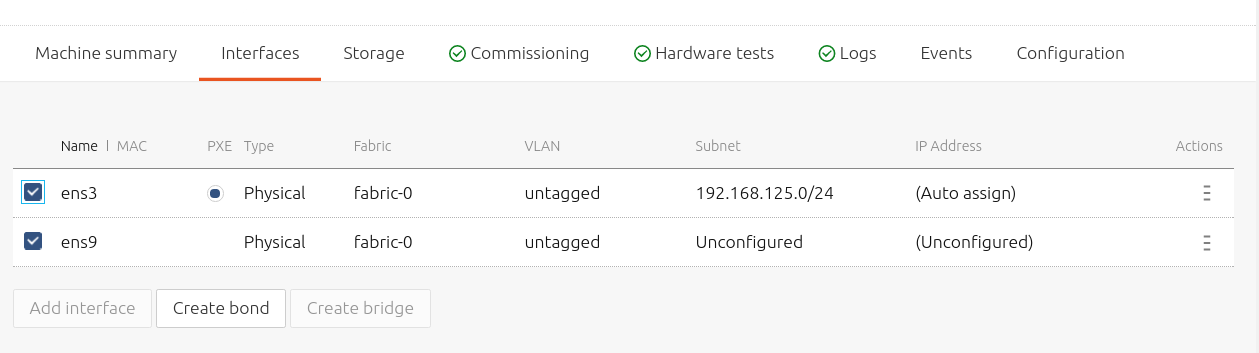 Machine summary Interfaces Storage Commissioning Hardware tests Logs Events Configuration
Name | MAC PXE Type Fabric VLAN Subnet IP Address Actions
ens3 Physical fabric-0 untagged 192.168.125.0/24 (Auto assign)
ens9 Physical fabric-0 untagged Unconfigured (Unconfigured)
Add interface Create bond Create bridge